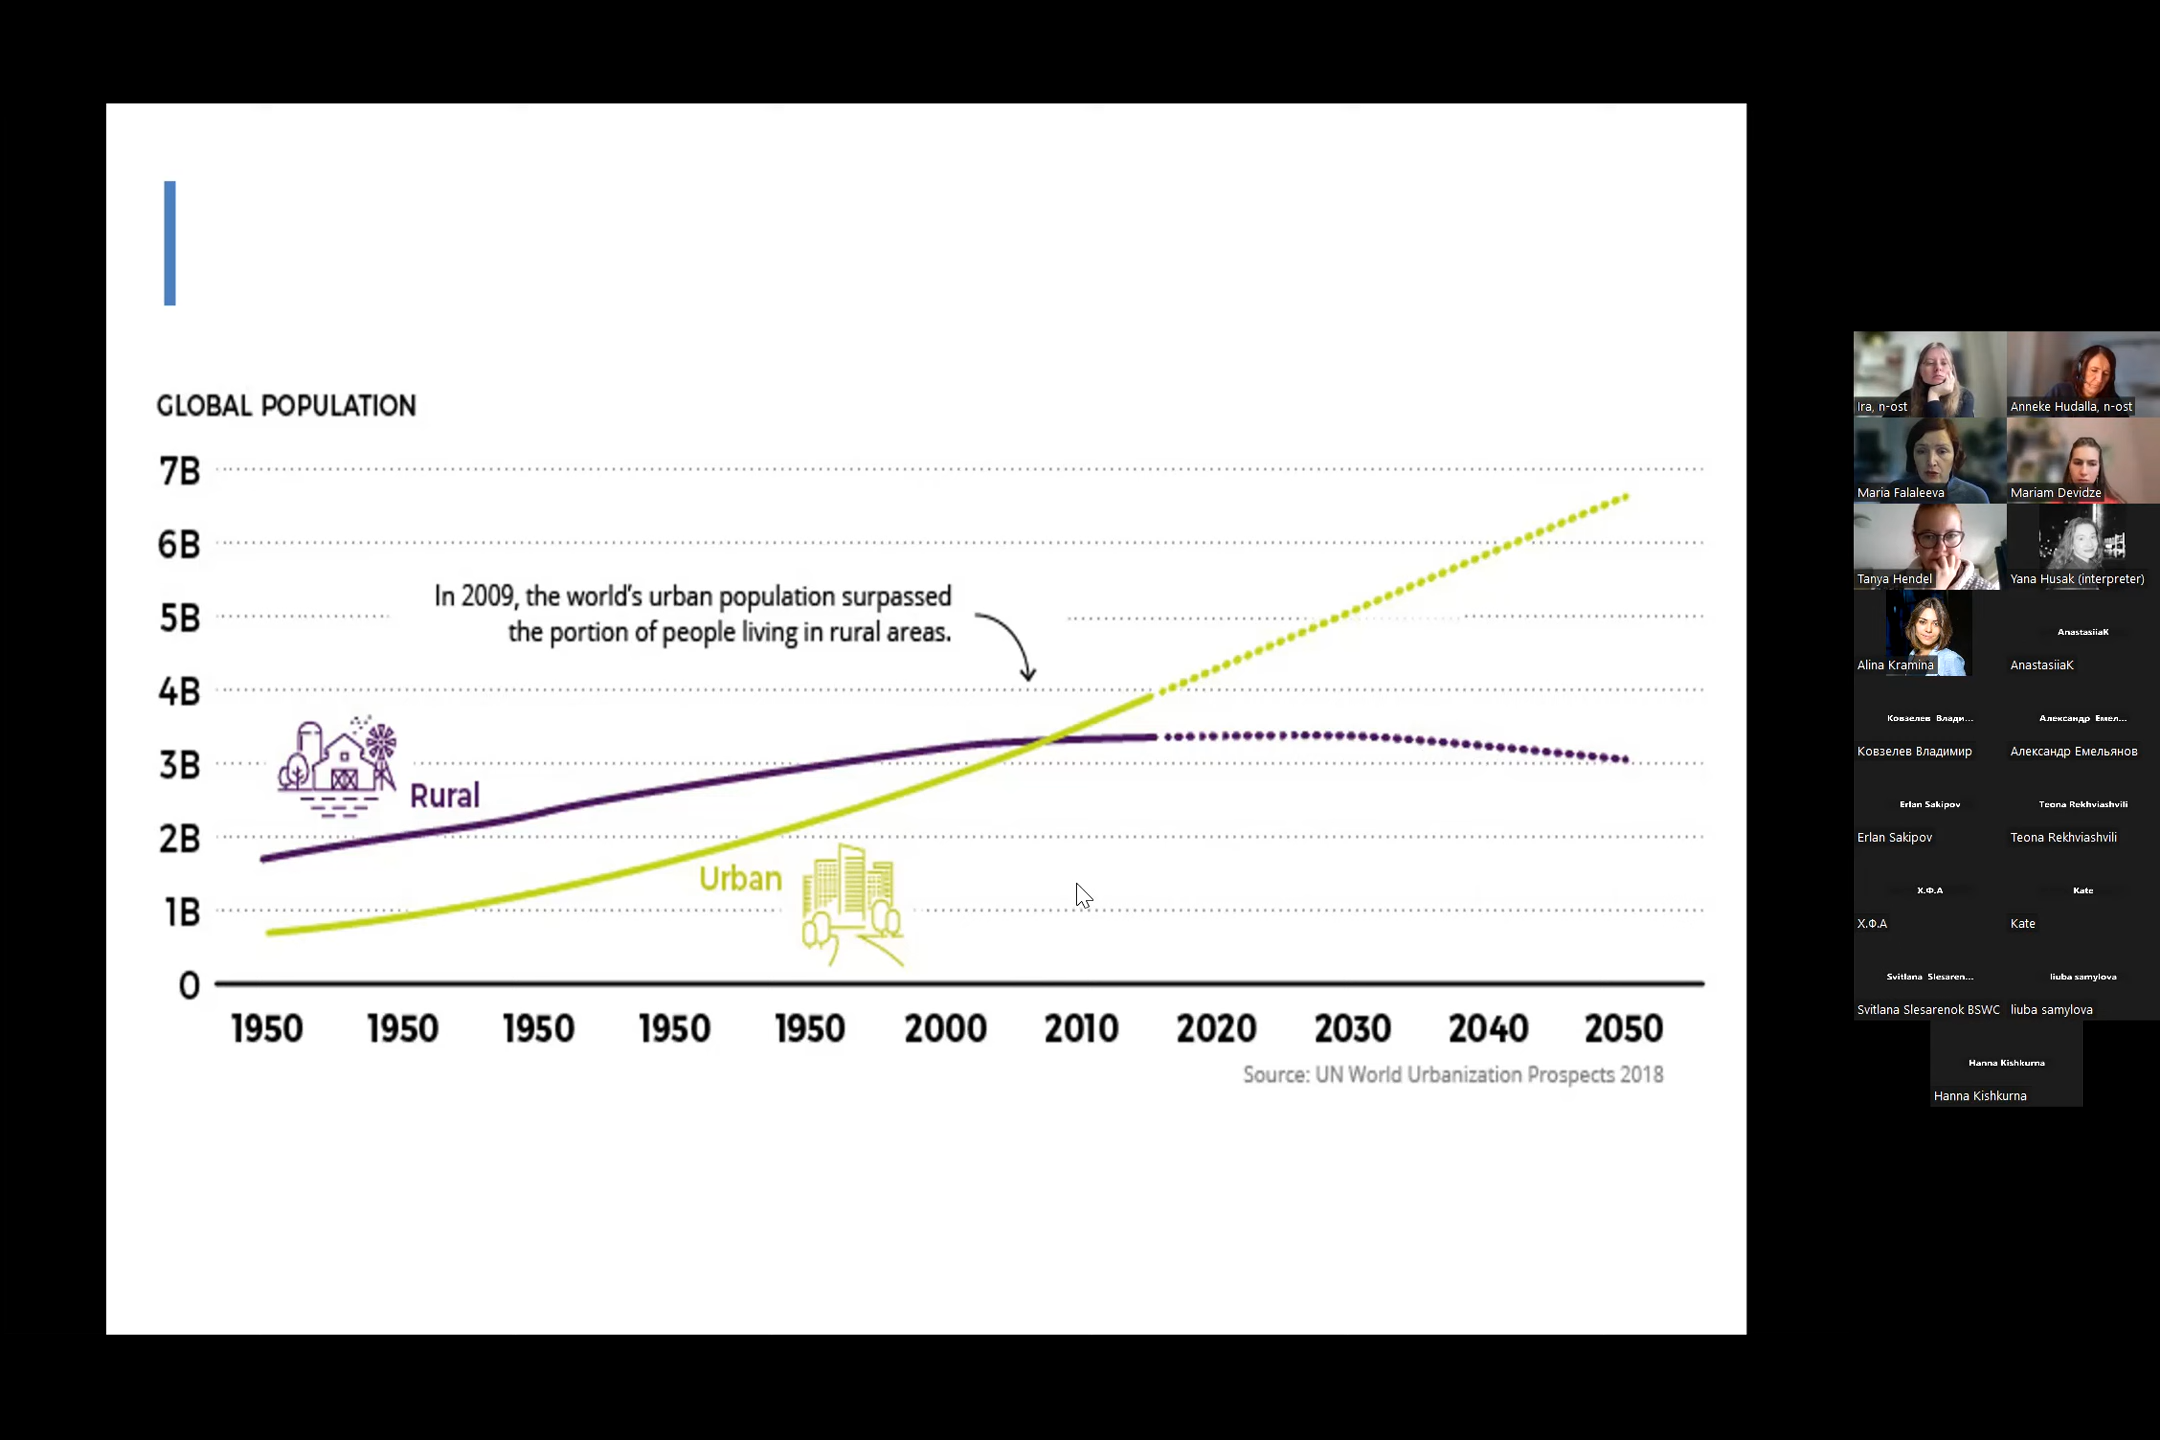 GLOBAL POPULATION
7B
6B
5B
4B
3B
2B
1B
0
In 2009, the world's urban population surpassed
the portion of people living in rural areas.
Rural
Urban
1950 1950 1950 1950 1950 2000 2010 2020 2030 2040 2050
Source: UN World Urbanization Prospects 2018
Ira, n-ost
Anneke Hudalla, n-ost
Maria Falaleeva
Mariam Devidze
Tanya Hendel
Yana Husak (interpreter)
Alina Kramina
AnastasiiaK
AnastasiiaK
Ковзелев Влади...
Ковзелев Владимир
Александр Емел...
Александр Емельянов
Erlan Sakipov
Erlan Sakipov
Teona Rekhviashvili
Teona Rekhviashvili
Х.Ф.А
Х.Ф.А
Kate
Kate
Svitlana Slesaren...
Svitlana Slesarenok BSWC
liuba samylova
liuba samylova
Hanna Kishkurna
Hanna Kishkurna